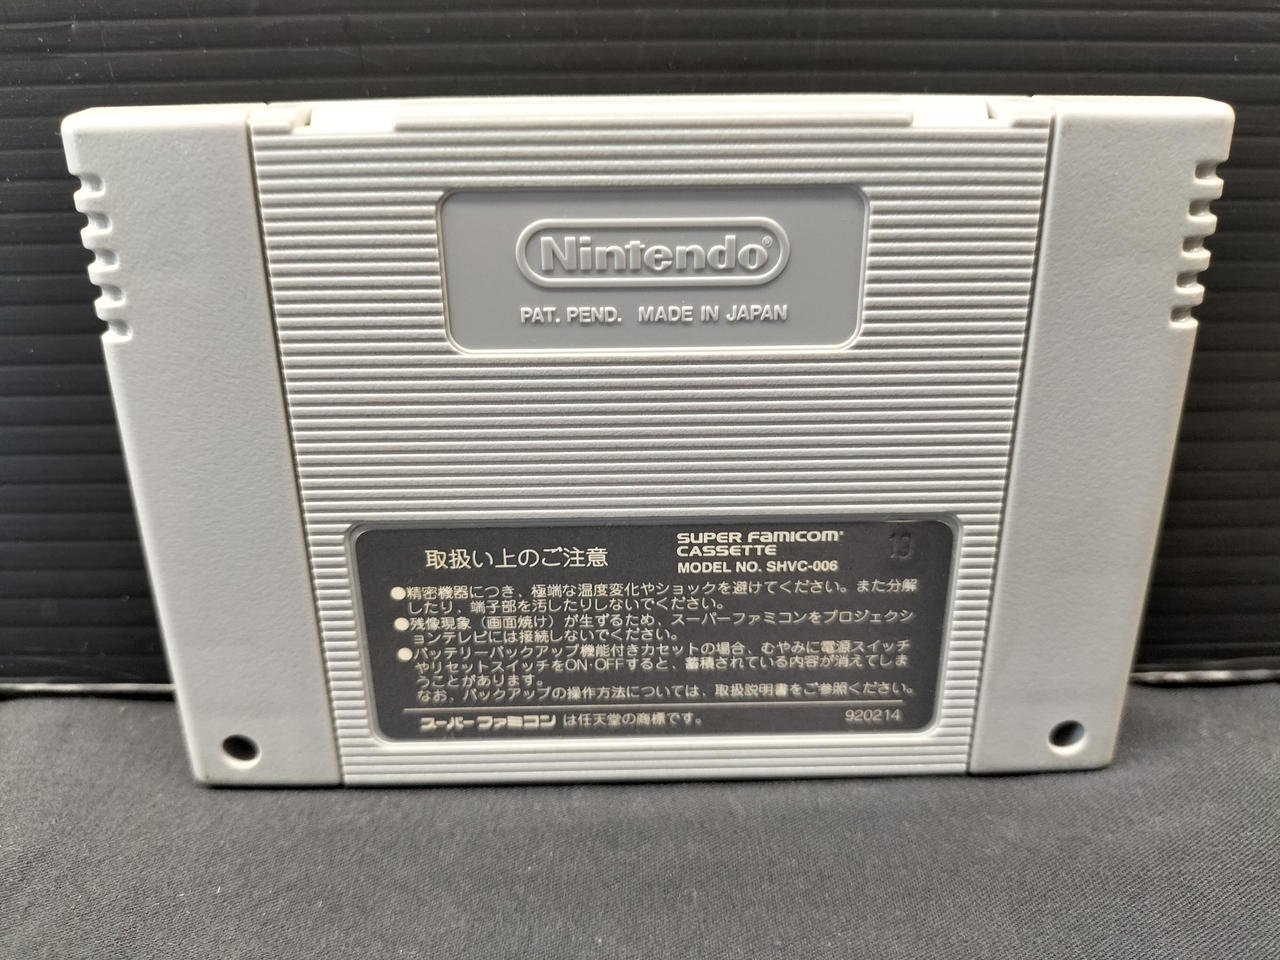 Nintendo®
PAT. PEND. MADE IN JAPAN
取扱い上のご注意
SUPER FAMICOM
CASSETTE
MODEL NO. SHVC-006
19
●精密機器につき、極端な温度変化やショックを避けてください。また分解
したり、端子部を汚したりしないでください。
●残像現象(画面焼け)が生ずるため、スーパーファミコンをプロジェクシ
ョンテレビには接続しないでください。
●バッテリーバックアップ機能付きカセットの場合、むやみに電源スイッチ
やリセットスイッチをON・OFFすると、蓄積されている内容が消えてしま
うことがあります。
なお、バックアップの操作方法については、取扱説明書をご参照ください。
スーパーファミコン は任天堂の商標です。
920214